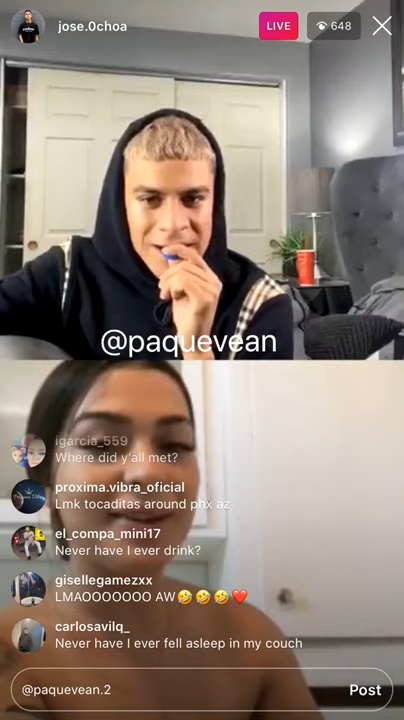 jose.0choa
LIVE
648
@paquevean
igarcia_559
Where did y'all met?
proxima.vibra_oficial
Lmk tocaditas around phx az
el_compa_mini17
Never have I ever drink?
gisellegamezxx
LMAOOOOOOO AW🤣🤣🤣❤️
carlosavilq_
Never have I ever fell asleep in my couch
@paquevean.2
Post